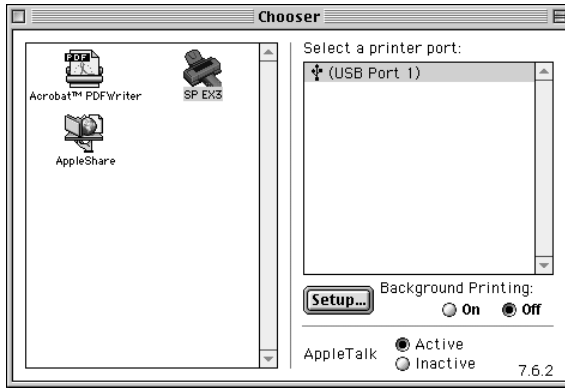 Chooser
PDF
Acrobat™ PDFWriter
SP EX3
AppleShare
Select a printer port:
(USB Port 1)
Setup...
Background Printing:
On Off
AppleTalk
Active
Inactive
7.6.2